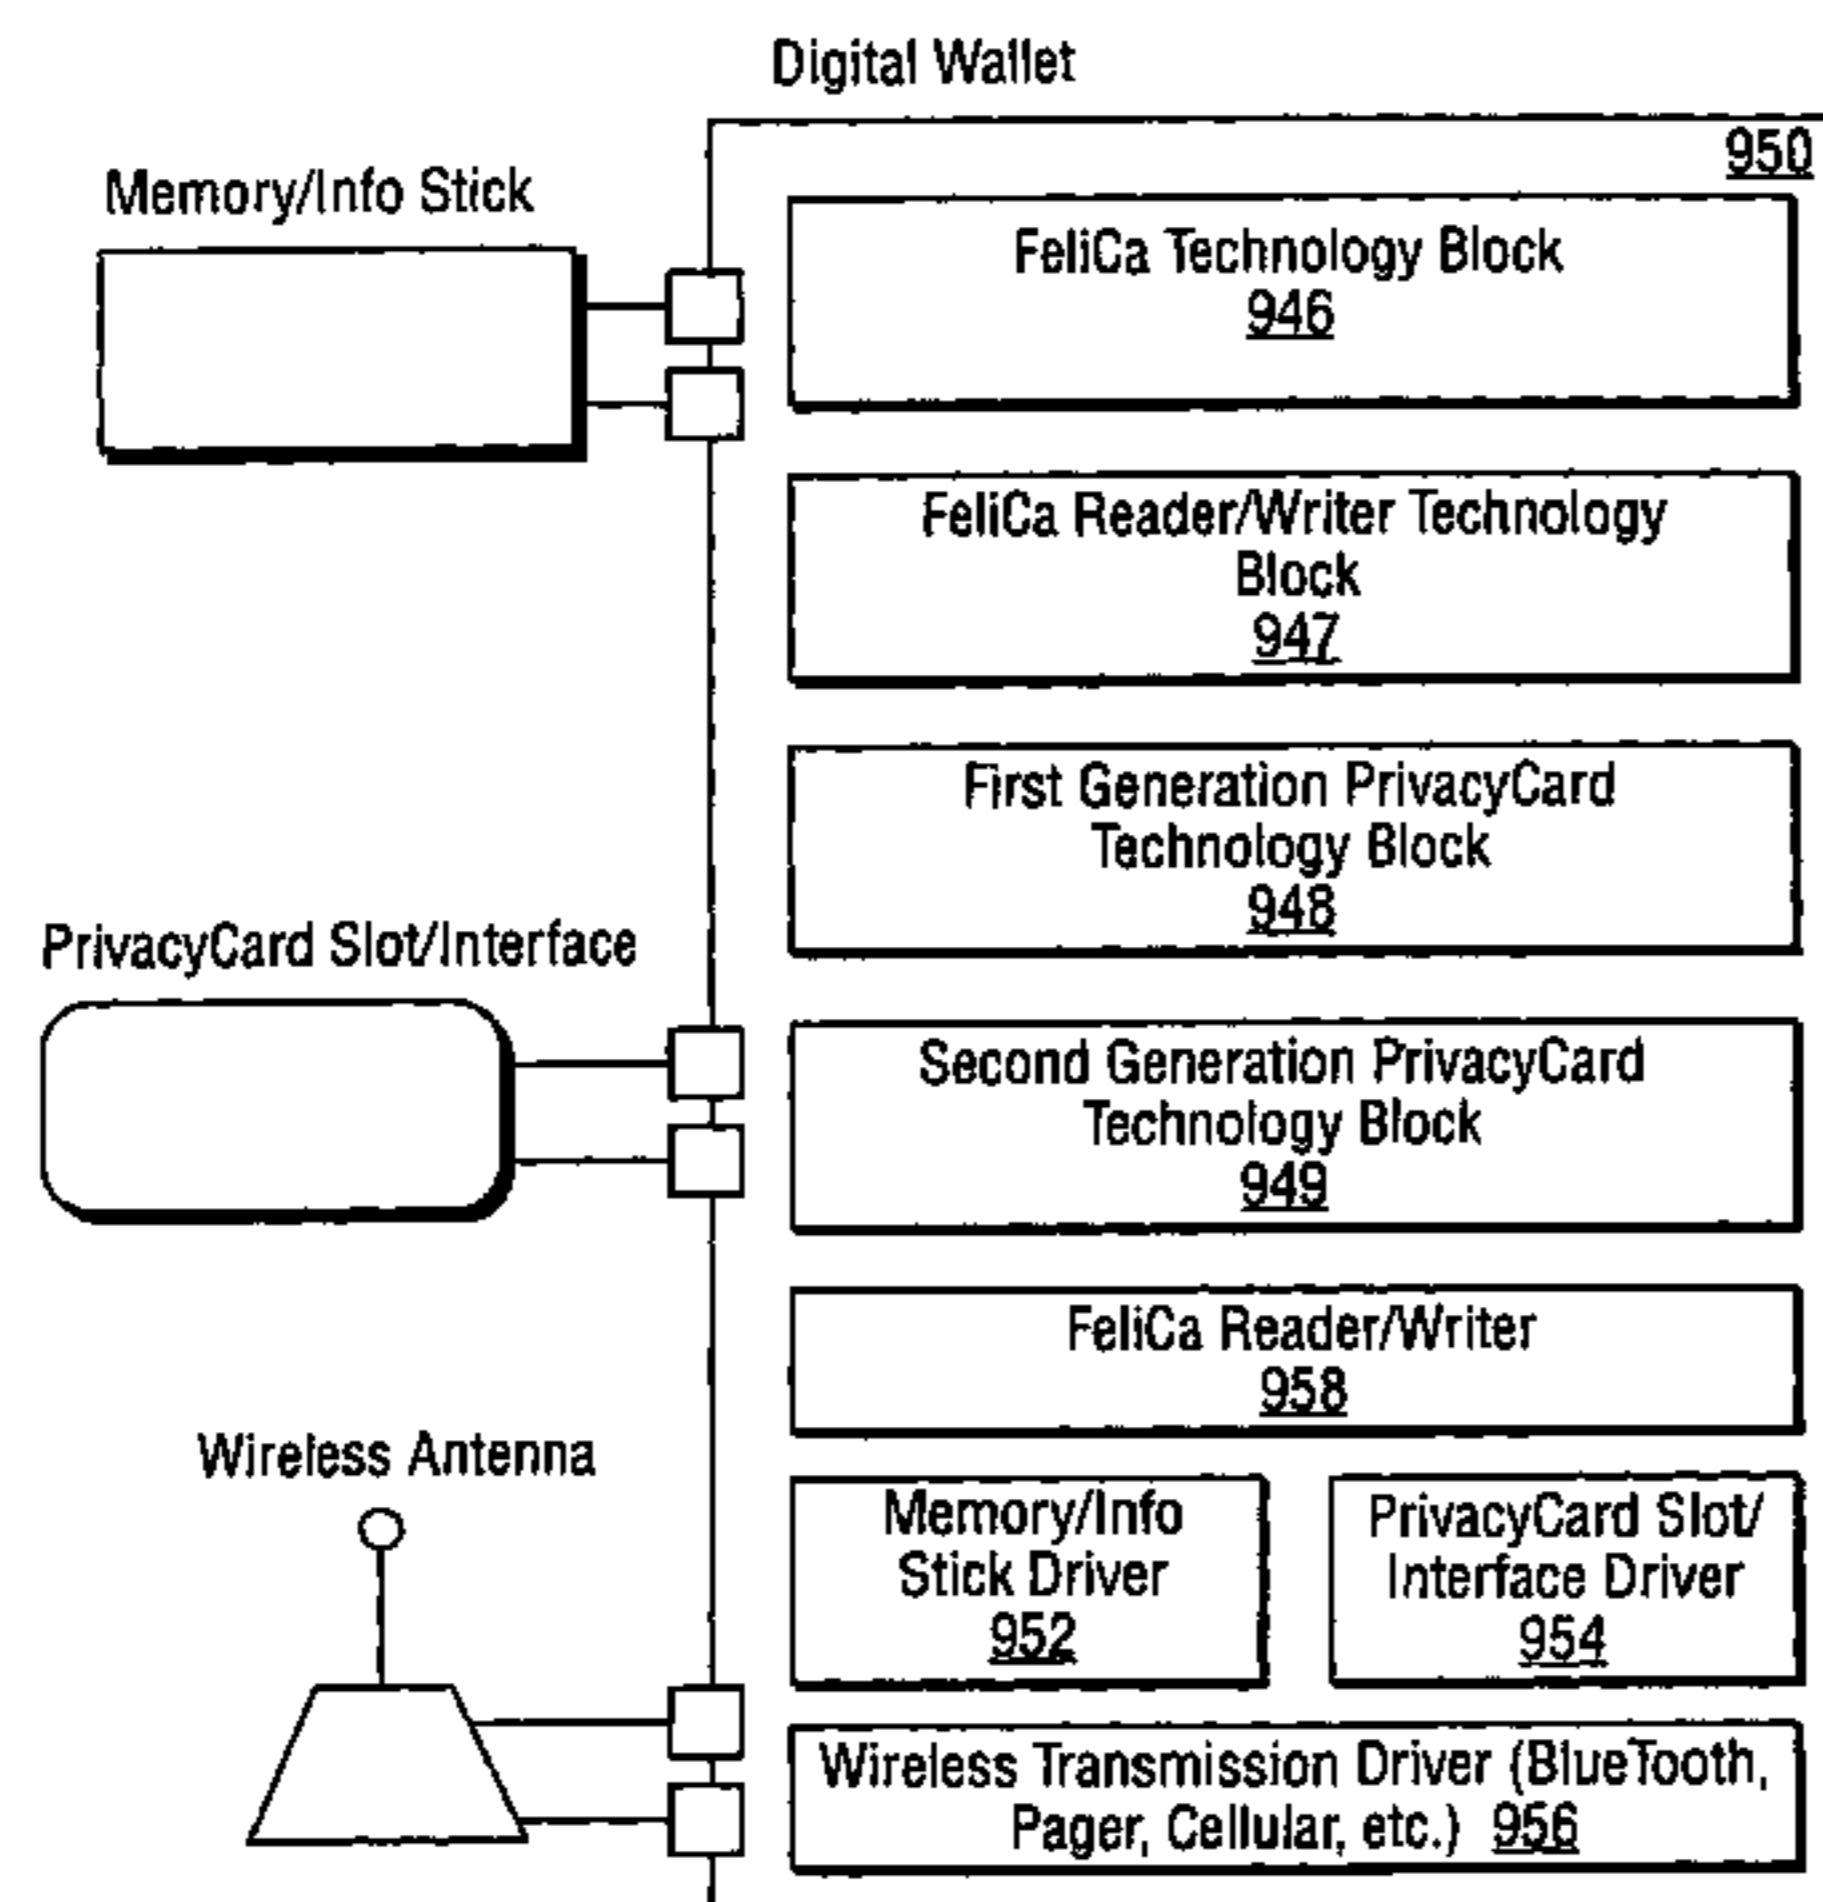 Digital Wallet
950
Memory/Info Stick
FeliCa Technology Block
946
FeliCa Reader/Writer Technology
Block
947
First Generation PrivacyCard
Technology Block
948
PrivacyCard Slot/Interface
Second Generation PrivacyCard
Technology Block
949
FeliCa Reader/Writer
958
Wireless Antenna
Memory/Info
Stick Driver
952
PrivacyCard Slot/
Interface Driver
954
Wireless Transmission Driver (BlueTooth,
Pager, Cellular, etc.) 956